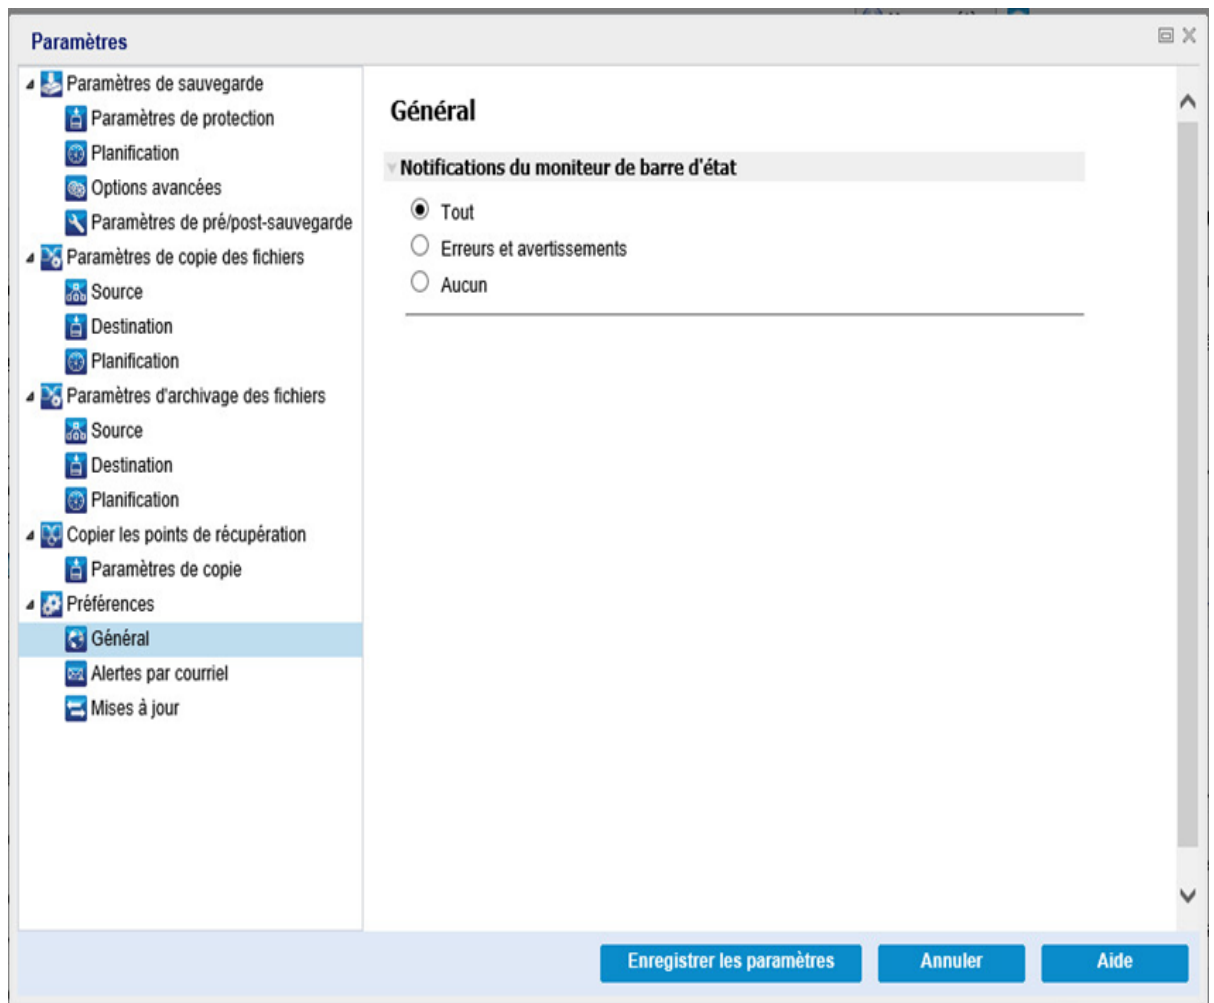 Paramètres
Paramètres de sauvegarde
Paramètres de protection
Planification
Options avancées
Paramètres de pré/post-sauvegarde
Paramètres de copie des fichiers
Source
Destination
Planification
Paramètres d'archivage des fichiers
Source
Destination
Planification
Copier les points de récupération
Paramètres de copie
Préférences
Général
Alertes par courriel
Mises à jour
Général
Notifications du moniteur de barre d'état
Tout
Erreurs et avertissements
Aucun
Enregistrer les paramètres
Annuler
Aide